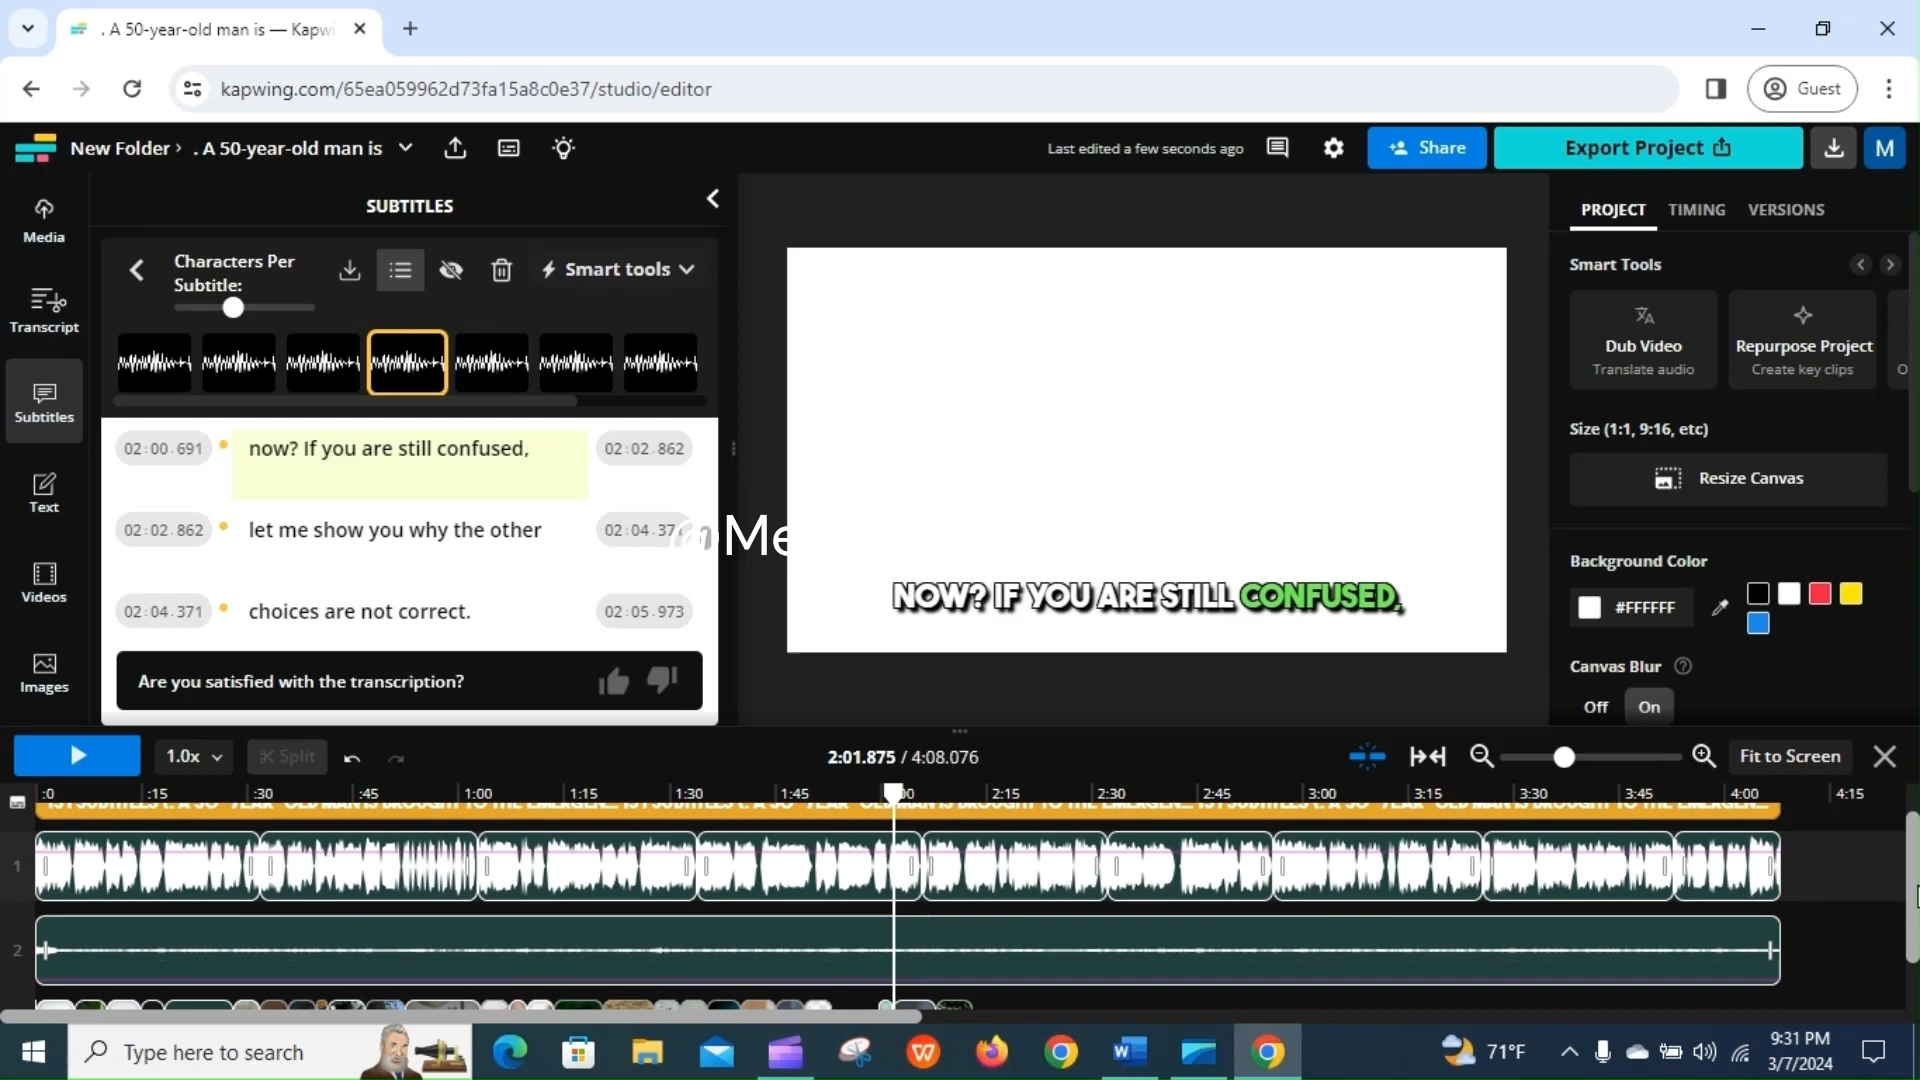 . A 50-year-old man is — Kapwi
kapwing.com/65ea059962d73fa15a8c0e37/studio/editor
Guest
New Folder › . A 50-year-old man is
Last edited a few seconds ago
Share
Export Project
M
Media
Transcript
Subtitles
Text
Videos
Images
SUBTITLES
Characters Per
Subtitle:
Smart tools
02:00.691 now? If you are still confused, 02:02.862
02:02.862 let me show you why the other 02:04.371
02:04.371 choices are not correct. 02:05.973
Are you satisfied with the transcription?
@Me
NOW? IF YOU ARE STILL CONFUSED,
PROJECT TIMING VERSIONS
Smart Tools
Dub Video
Translate audio
Repurpose Project
Create key clips
Size (1:1, 9:16, etc)
Resize Canvas
Background Color
#FFFFFF
Canvas Blur
Off On
1.0x Split 2:01.875 / 4:08.076 Fit to Screen
:0 :15 :30 :45 1:00 1:15 1:30 1:45 2:15 2:30 2:45 3:00 3:15 3:30 3:45 4:00 4:15
1
2
Type here to search
71°F
9:31 PM
3/7/2024